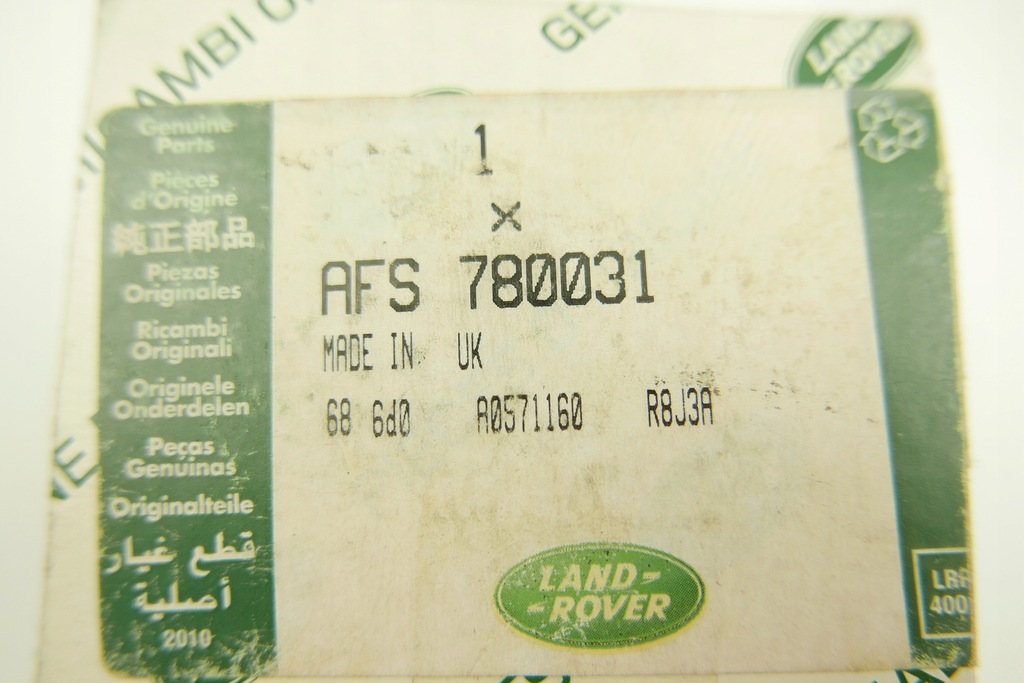 AMBI O
GE
LAND
ROVER
Genuine
Parts
Pièces
d'Origine
純正部品
Piezas
Originales
Ricambi
Originali
Originele
Onderdelen
Peças
Genuinas
Originalteile
قطع غيار
أصلية
2010
1
X
AFS 780031
MADE IN UK
68 6d0 A0571160 R8J3A
LAND-
-ROVER
LRF
400
NE